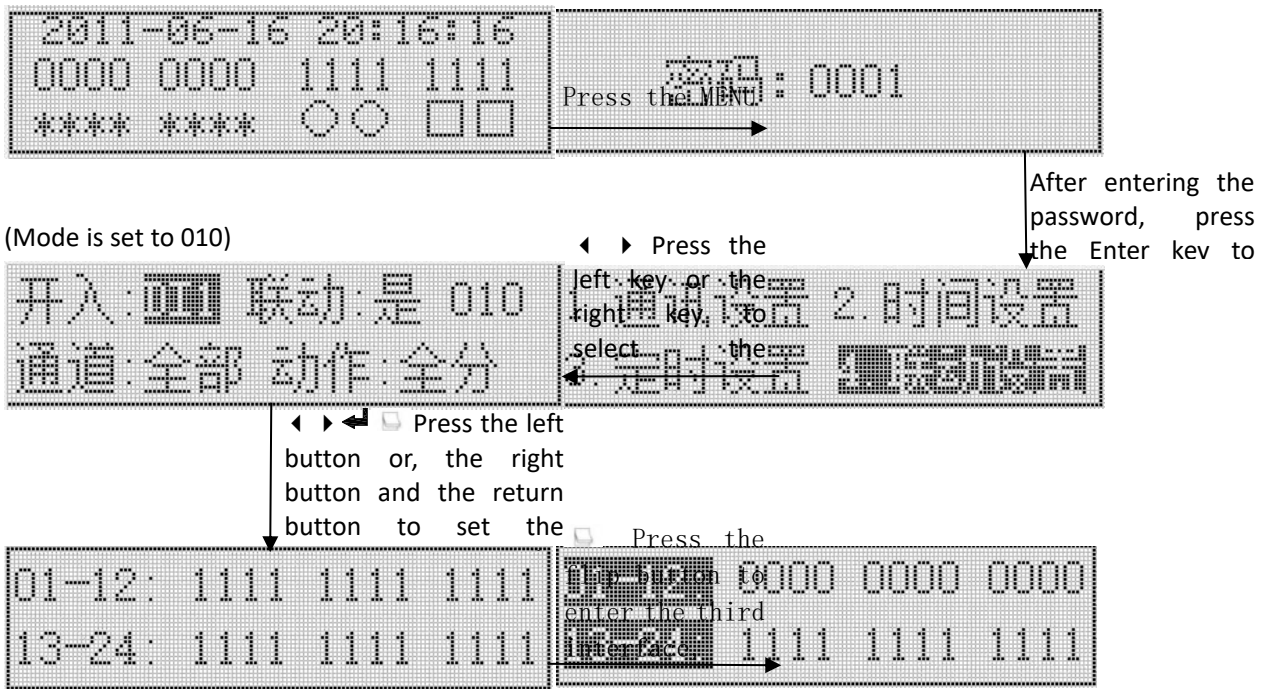 2011-06-16 20:16:16
0000 0000 1111 1111
**** **** ○○ □□
Press the MENU
密码: 0001
After entering the
password, press
the Enter key to
(Mode is set to 010)
开入: 联动:是 010
通道:全部 动作:全分
◀ ▶ Press the
left key or the
right key to
select the
通讯设置 2.时间设置
定时设置 4.联动设置
◀ ▶ ↵ Press the left
button or, the right
button and the return
button to set the
01-12: 1111 1111 1111
13-24: 1111 1111 1111
Press the
flip button to
enter the third
interface
01-12: 0000 0000 0000
13-24: 1111 1111 1111